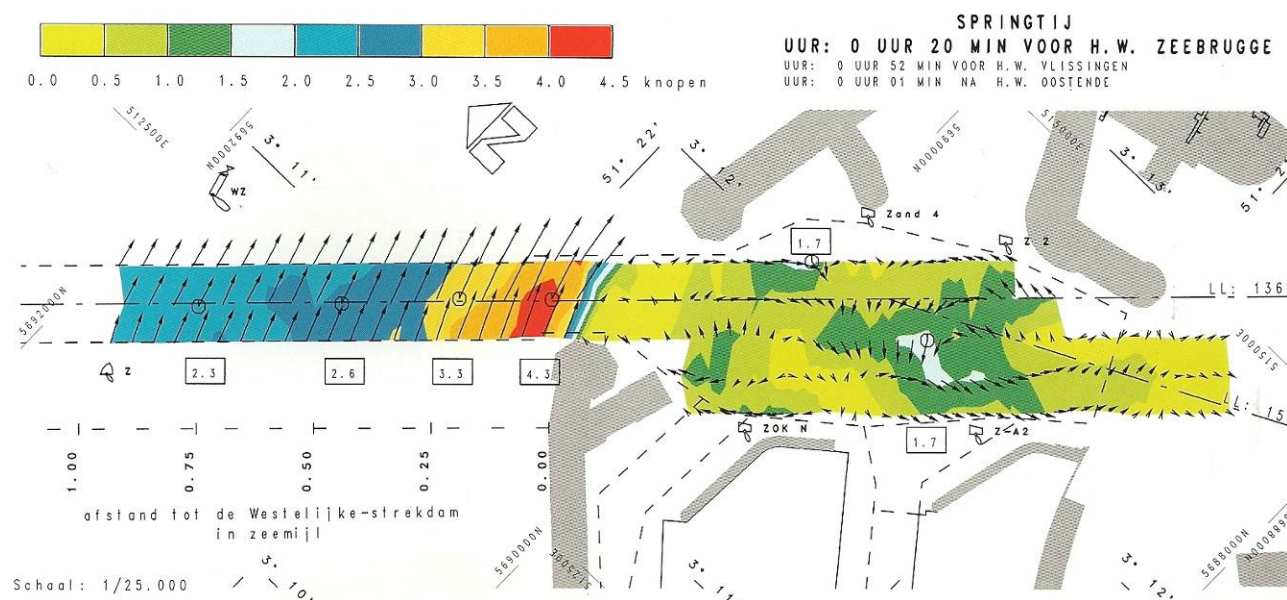 SPRINGTIJ
UUR: 0 UUR 20 MIN VOOR H.W. ZEEBRUGGE
UUR: 0 UUR 52 MIN VOOR H.W. VLISSINGEN
UUR: 0 UUR 01 MIN NA H.W. OOSTENDE
0.0 0.5 1.0 1.5 2.0 2.5 3.0 3.5 4.0 4.5 knopen
512500E
5692000N
3° 11'
WZ
51° 22'
3° 12'
5690000N
515000E
3° 13'
51° 2
Zand 4
Z 2
1.7
5692000N
LL: 136
515000E
LL: 15
Z
2.3
2.6
3.3
4.3
ZOK N
1.7
Z-A2
1.00
0.75
0.50
0.25
0.00
afstand tot de Westelijke-strekdam
in zeemijl
Schaal: 1/25.000
3° 10'
5690000N
512500E
3° 11'
3° 12'
5688000N